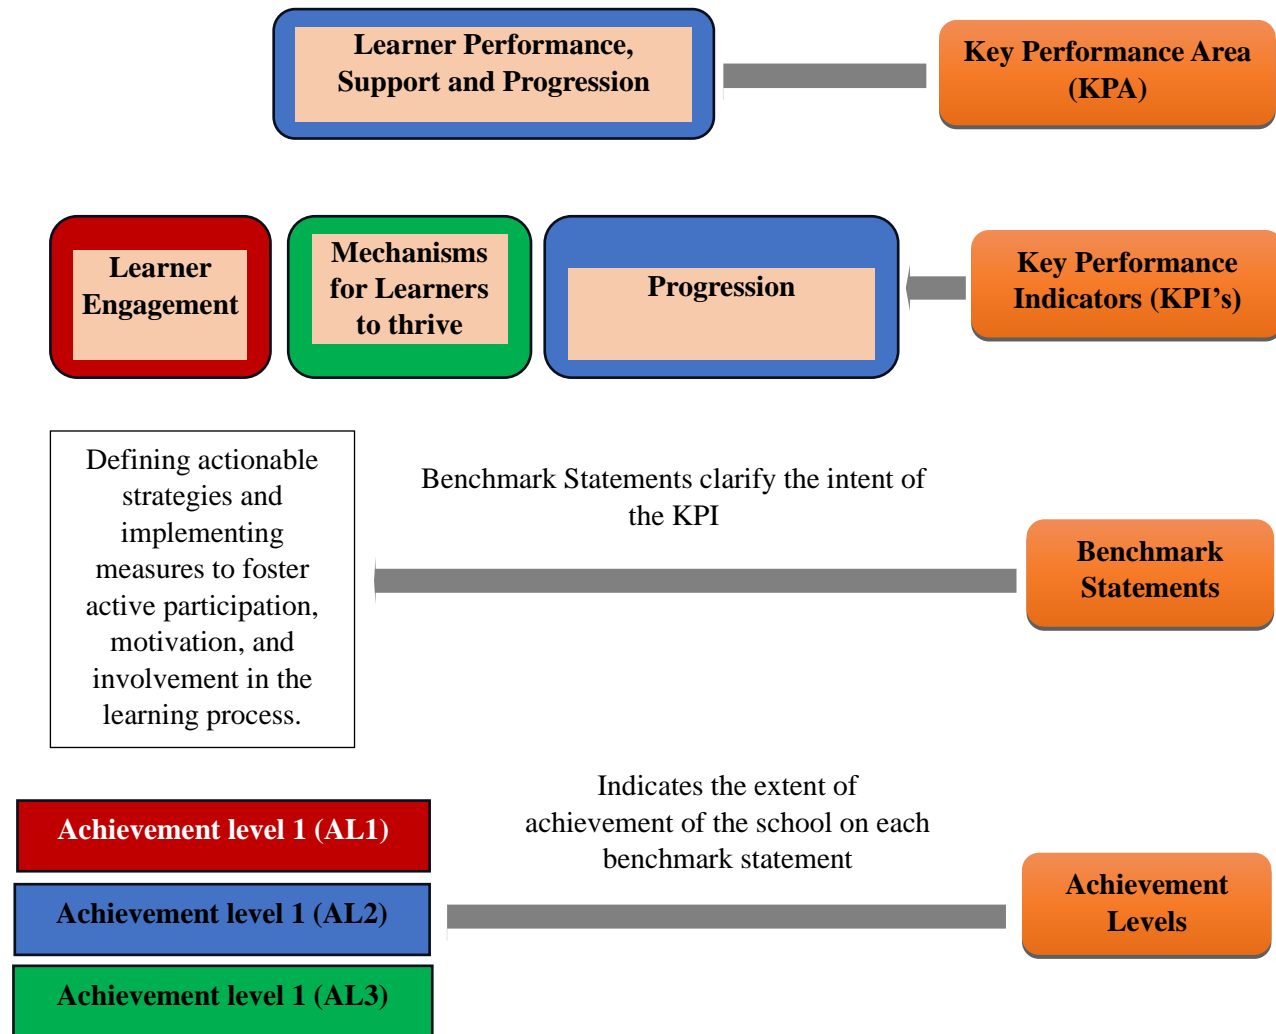 Learner Performance,
Support and Progression
Key Performance Area
(KPA)
Learner
Engagement
Mechanisms
for Learners
to thrive
Progression
Key Performance
Indicators (KPI’s)
Defining actionable
strategies and
implementing
measures to foster
active participation,
motivation, and
involvement in the
learning process.
Benchmark Statements clarify the intent of
the KPI
Benchmark
Statements
Achievement level 1 (AL1)
Achievement level 1 (AL2)
Achievement level 1 (AL3)
Indicates the extent of
achievement of the school on each
benchmark statement
Achievement
Levels